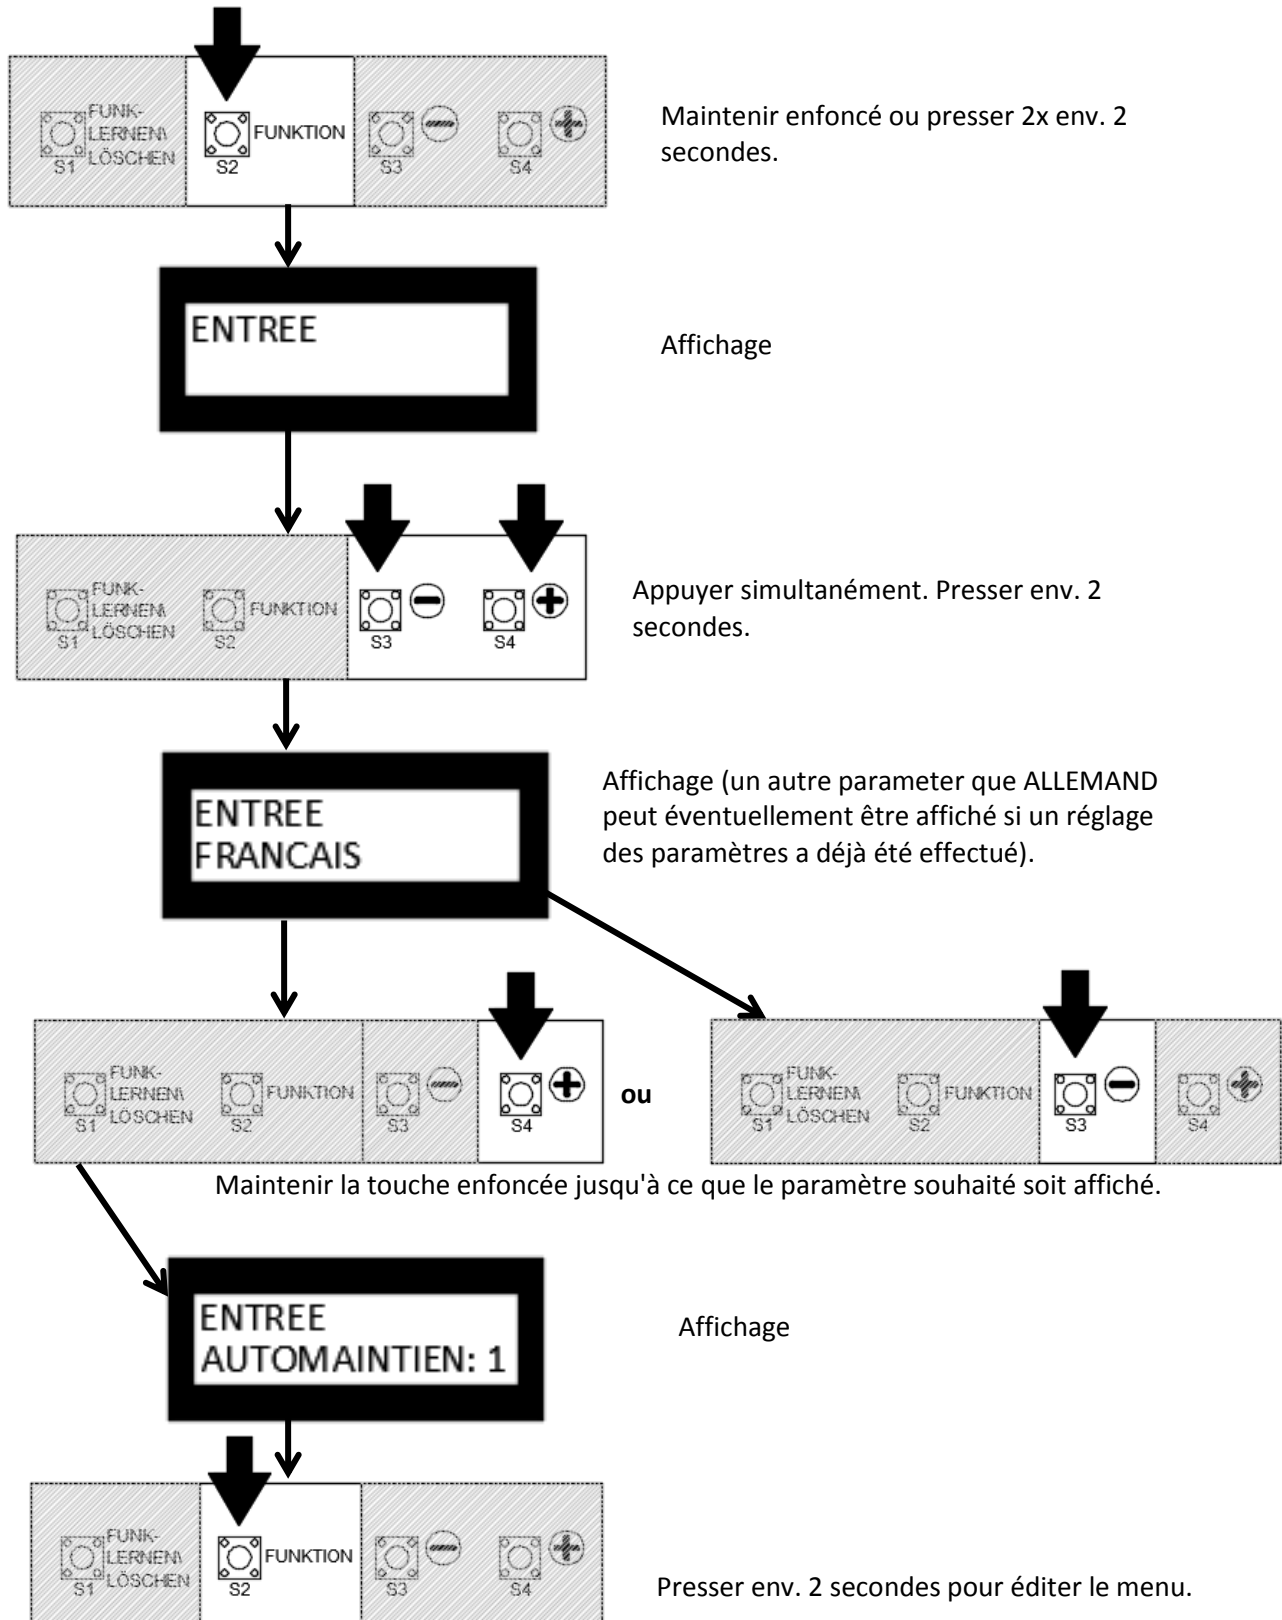 FUNK-
LERNEN\
LÖSCHEN
S1
FUNKTION
S2
S3
S4
Maintenir enfoncé ou presser 2x env. 2
secondes.
ENTREE
Affichage
FUNK-
LERNEN\
LÖSCHEN
S1
FUNKTION
S2
S3
S4
Appuyer simultanément. Presser env. 2
secondes.
ENTREE
FRANCAIS
Affichage (un autre parameter que ALLEMAND
peut éventuellement être affiché si un réglage
des paramètres a déjà été effectué).
FUNK-
LERNEN\
LÖSCHEN
S1
FUNKTION
S2
S3
S4
ou
FUNK-
LERNEN\
LÖSCHEN
S1
FUNKTION
S2
S3
S4
Maintenir la touche enfoncée jusqu'à ce que le paramètre souhaité soit affiché.
ENTREE
AUTOMAINTIEN: 1
Affichage
FUNK-
LERNEN\
LÖSCHEN
S1
FUNKTION
S2
S3
S4
Presser env. 2 secondes pour éditer le menu.